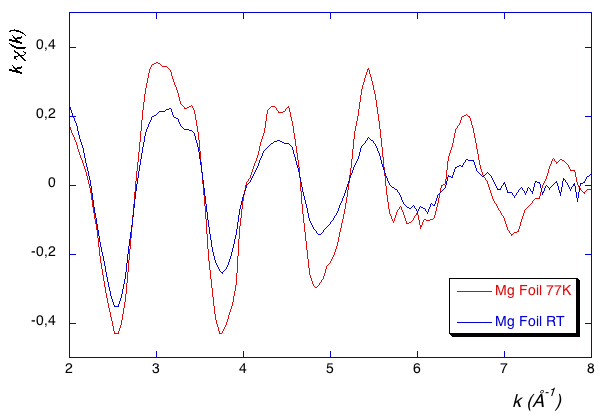 k χ(k)
0,4
0,2
0
-0,2
-0,4
2 3 4 5 6 7 8
Mg Foil 77K
Mg Foil RT
k (Å-1)